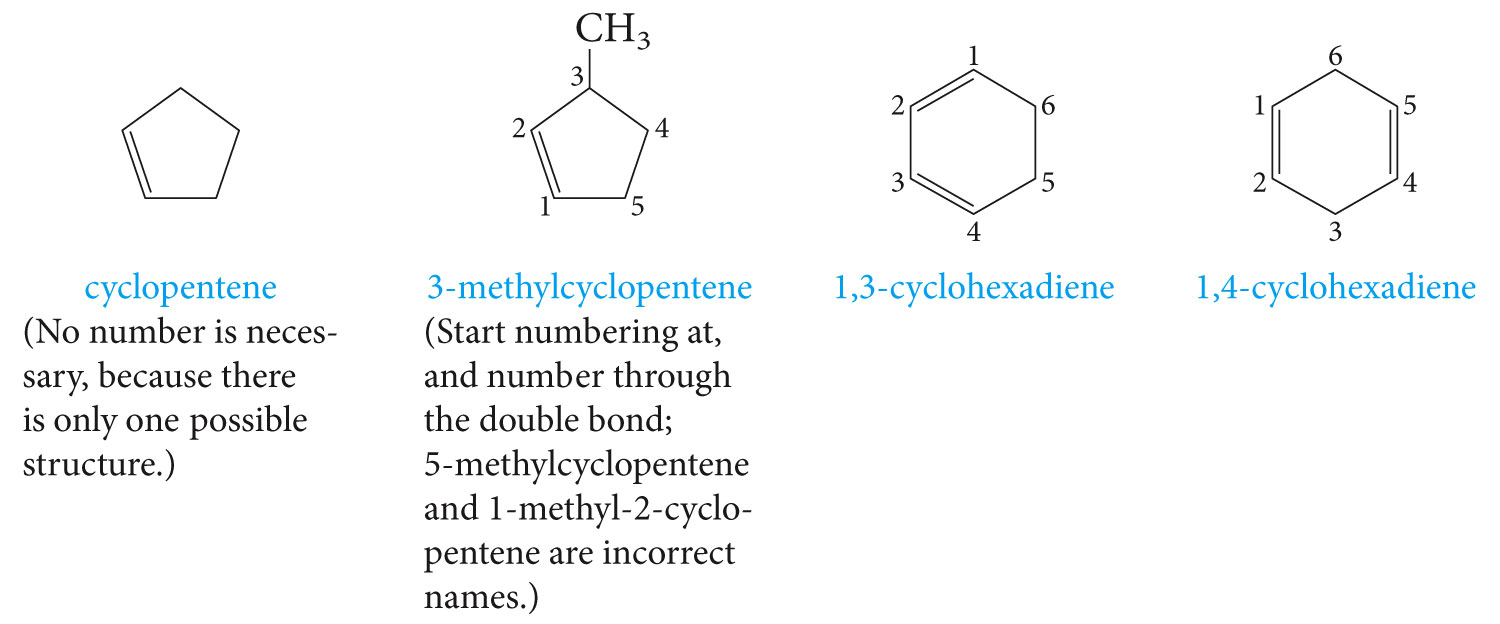 CH₃
3
2
4
1
5
1
2
6
3
5
4
6
1
5
2
4
3
cyclopentene
(No number is neces-
sary, because there
is only one possible
structure.)
3-methylcyclopentene
(Start numbering at,
and number through
the double bond;
5-methylcyclopentene
and 1-methyl-2-cyclo-
pentene are incorrect
names.)
1,3-cyclohexadiene
1,4-cyclohexadiene